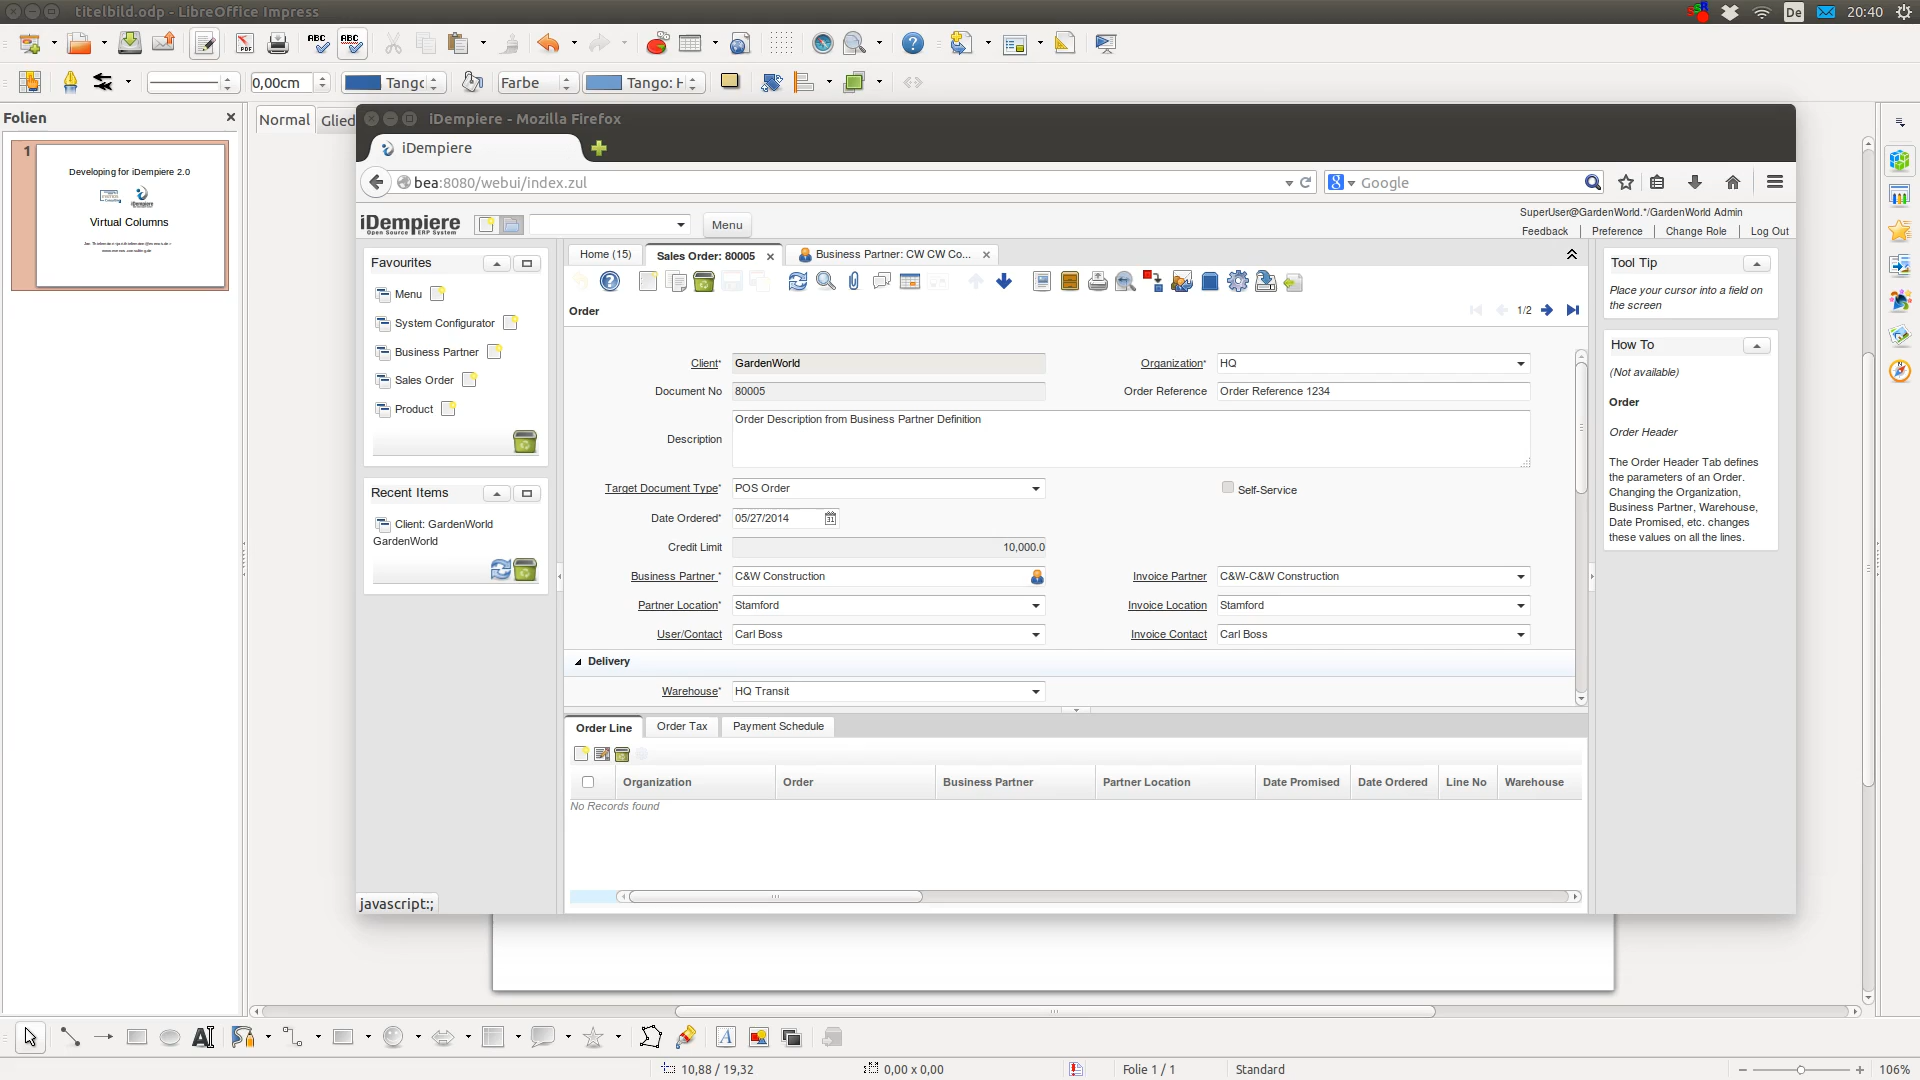 titelbild.odp - LibreOffice Impress
De
20:40
0,00cm
Tango
Farbe
Tango: H
Folien
Normal
Glied
1
Developing for iDempiere 2.0
Virtual Columns
iDempiere - Mozilla Firefox
iDempiere
bea:8080/webui/index.zul
Google
iDempiere
Open Source ERP System
Menu
SuperUser@GardenWorld.*/GardenWorld Admin
Feedback
Preference
Change Role
Log Out
Favourites
Menu
System Configurator
Business Partner
Sales Order
Product
Recent Items
Client: GardenWorld
GardenWorld
javascript:;
Home (15)
Sales Order: 80005
Business Partner: CW CW Co...
Order
1/2
Client*
GardenWorld
Organization*
HQ
Document No
80005
Order Reference
Order Reference 1234
Description
Order Description from Business Partner Definition
Target Document Type*
POS Order
Self-Service
Date Ordered*
05/27/2014
Credit Limit
10,000.0
Business Partner *
C&W Construction
Invoice Partner
C&W-C&W Construction
Partner Location*
Stamford
Invoice Location
Stamford
User/Contact
Carl Boss
Invoice Contact
Carl Boss
Delivery
Warehouse*
HQ Transit
Order Line
Order Tax
Payment Schedule
Organization
Order
Business Partner
Partner Location
Date Promised
Date Ordered
Line No
Warehouse
No Records found
Tool Tip
Place your cursor into a field on
the screen
How To
(Not available)
Order
Order Header
The Order Header Tab defines
the parameters of an Order.
Changing the Organization,
Business Partner, Warehouse,
Date Promised, etc. changes
these values on all the lines.
10,88 / 19,32
0,00 x 0,00
Folie 1 / 1
Standard
106%